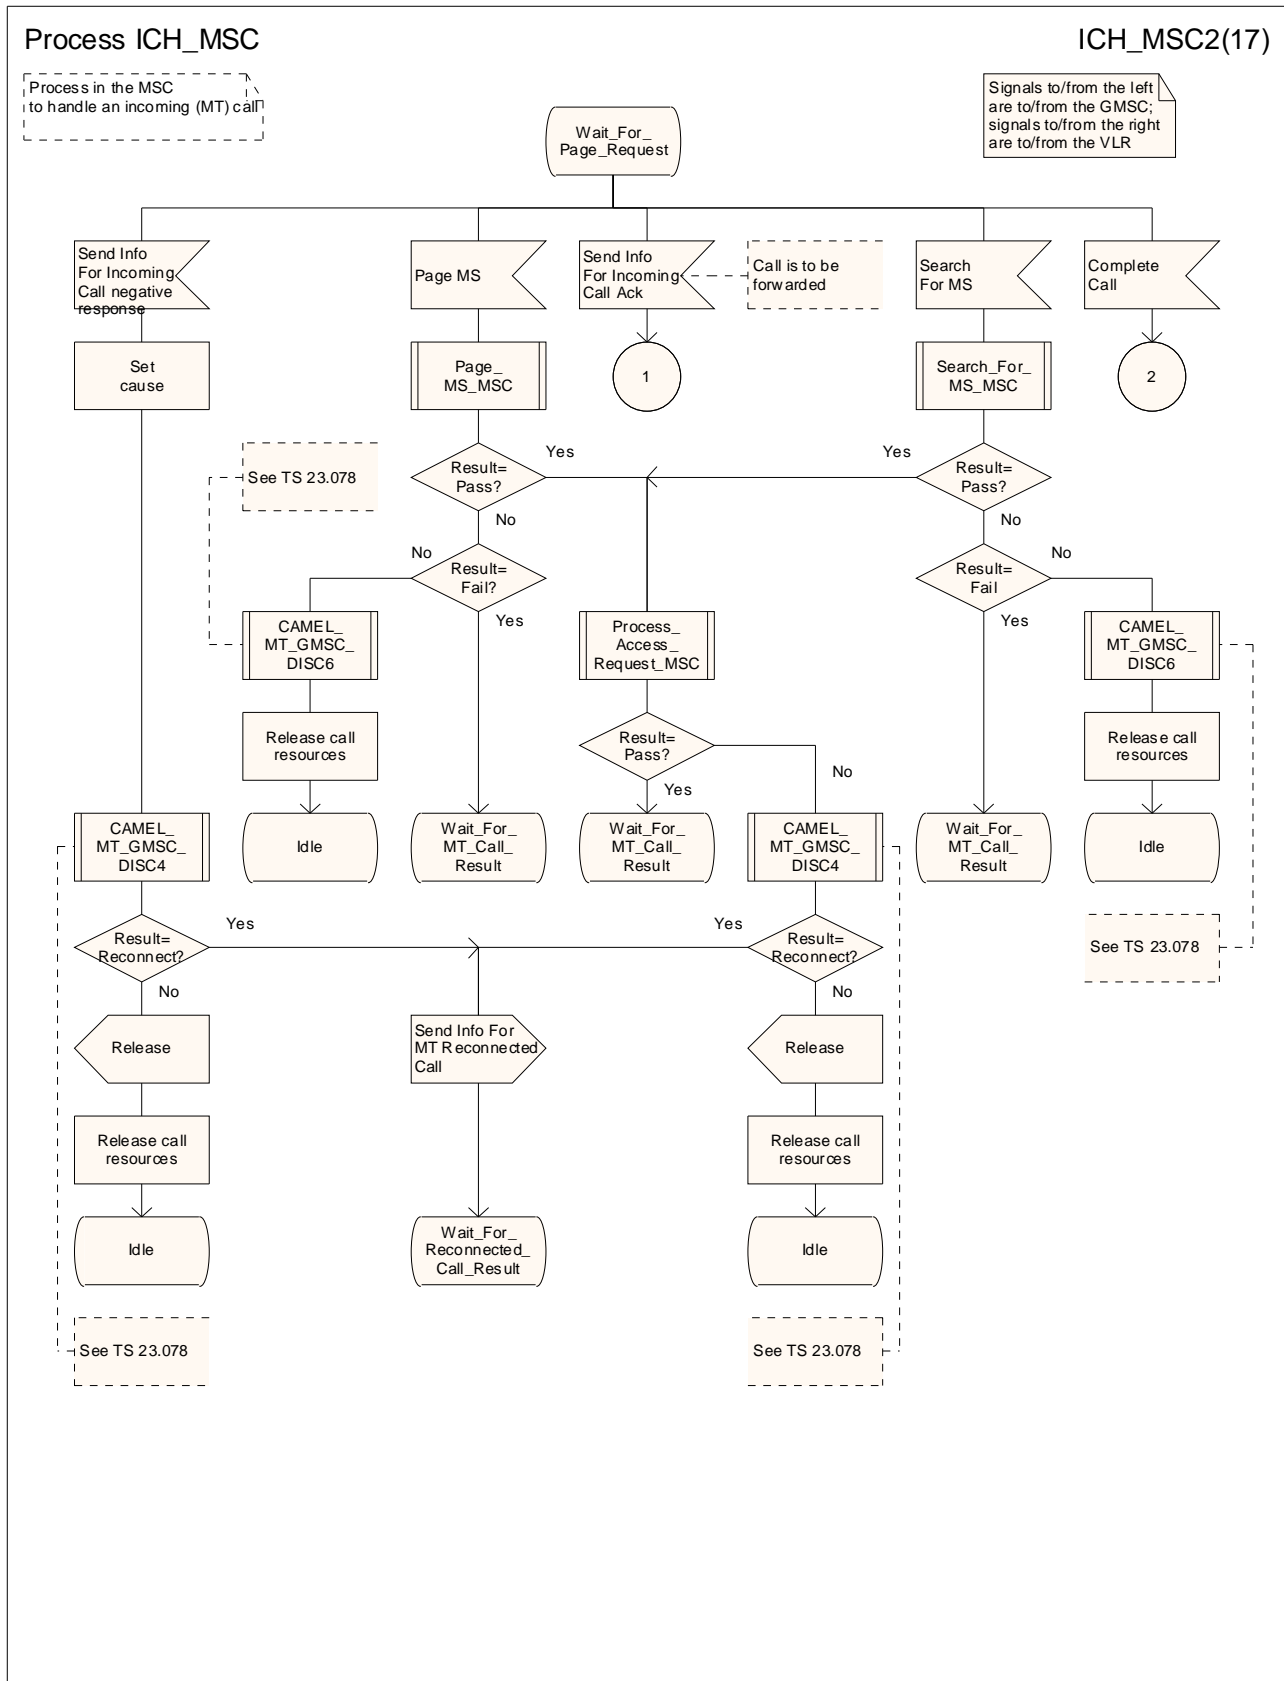 Process ICH_MSC
ICH_MSC2(17)
Process in the MSC
to handle an incoming (MT) call
Signals to/from the left
are to/from the GMSC;
signals to/from the right
are to/from the VLR
Wait_For_
Page_Request
Send Info
For Incoming
Call negative
response
Page MS
Send Info
For Incoming
Call Ack
Call is to be
forwarded
Search
For MS
Complete
Call
Set
cause
Page_
MS_MSC
1
Search_For_
MS_MSC
2
See TS 23.078
Result=
Pass?
Yes
No
Yes
Result=
Pass?
No
No
Result=
Fail?
Yes
Result=
Fail
No
Yes
CAMEL_
MT_GMSC_
DISC6
Process_
Access_
Request_MSC
CAMEL_
MT_GMSC_
DISC6
Release call
resources
Result=
Pass?
No
Yes
Release call
resources
CAMEL_
MT_GMSC_
DISC4
Idle
Wait_For_
MT_Call_
Result
Wait_For_
MT_Call_
Result
CAMEL_
MT_GMSC_
DISC4
Wait_For_
MT_Call_
Result
Idle
Result=
Reconnect?
Yes
No
Yes
Result=
Reconnect?
No
See TS 23.078
Release
Send Info For
MT Reconnected
Call
Release
Release call
resources
Release call
resources
Idle
Wait_For_
Reconnected_
Call_Result
Idle
See TS 23.078
See TS 23.078